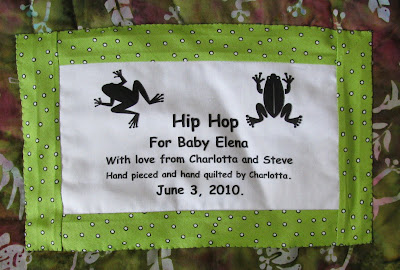 Hip Hop
For Baby Elena
With love from Charlotta and Steve
Hand pieced and hand quilted by Charlotta.
June 3, 2010.